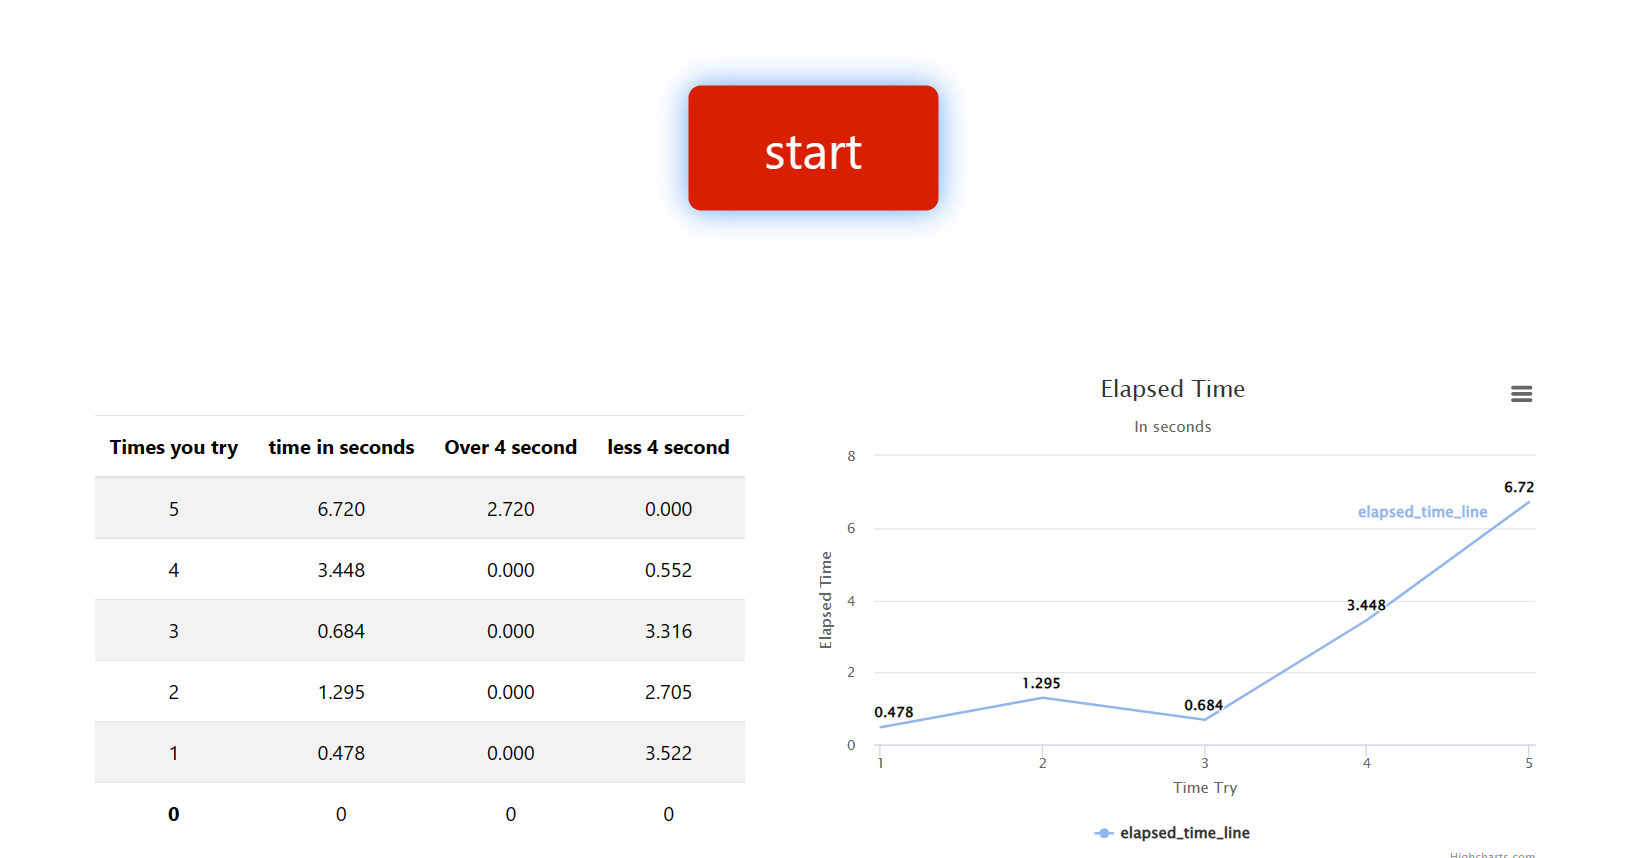 start
Times you try time in seconds Over 4 second less 4 second
5 6.720 2.720 0.000
4 3.448 0.000 0.552
3 0.684 0.000 3.316
2 1.295 0.000 2.705
1 0.478 0.000 3.522
0 0 0 0
Elapsed Time
In seconds
Elapsed Time
8
6
4
2
0
0.478
1.295
0.684
3.448
6.72
elapsed_time_line
1 2 3 4 5
Time Try
elapsed_time_line
Highcharts.com